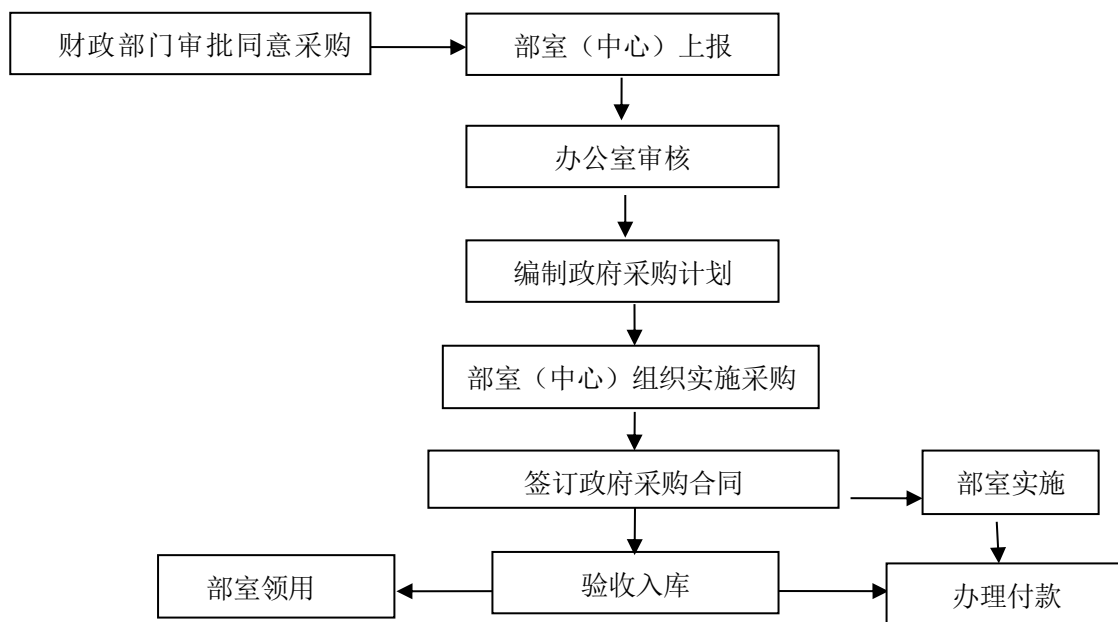 财政部门审批同意采购
部室（中心）上报
办公室审核
编制政府采购计划
部室（中心）组织实施采购
签订政府采购合同
部室实施
部室领用
验收入库
办理付款